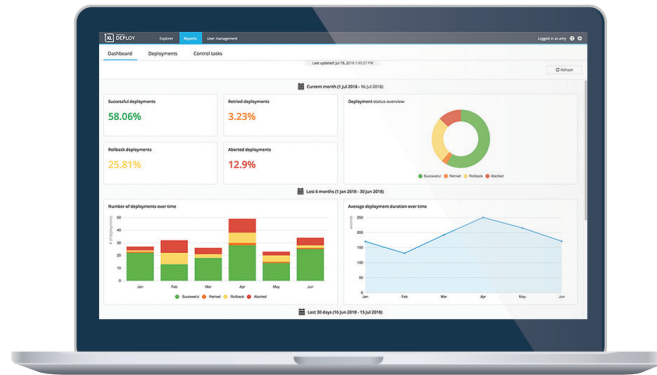 XL DEPLOY Explorer Reports User management Logged in as amy
Dashboard Deployments Control tasks
Last updated: Jul 16, 2018 1:43:21 PM
Refresh
Current month (1 Jul 2018 - 16 Jul 2018)
Successful deployments Retried deployments Deployment status overview
58.06% 3.23%
Rollback deployments Aborted deployments
25.81% 12.9%
Successful Retried Rollback Aborted
Last 6 months (1 Jan 2018 - 30 Jun 2018)
Number of deployments over time Average deployment duration over time
50 250
40 200
30 150
20 100
10 50
0 0
Jan Feb Mar Apr May Jun Jan Feb Mar Apr May Jun
Successful Retried Rollback Aborted
Last 30 days (16 Jun 2018 - 15 Jul 2018)